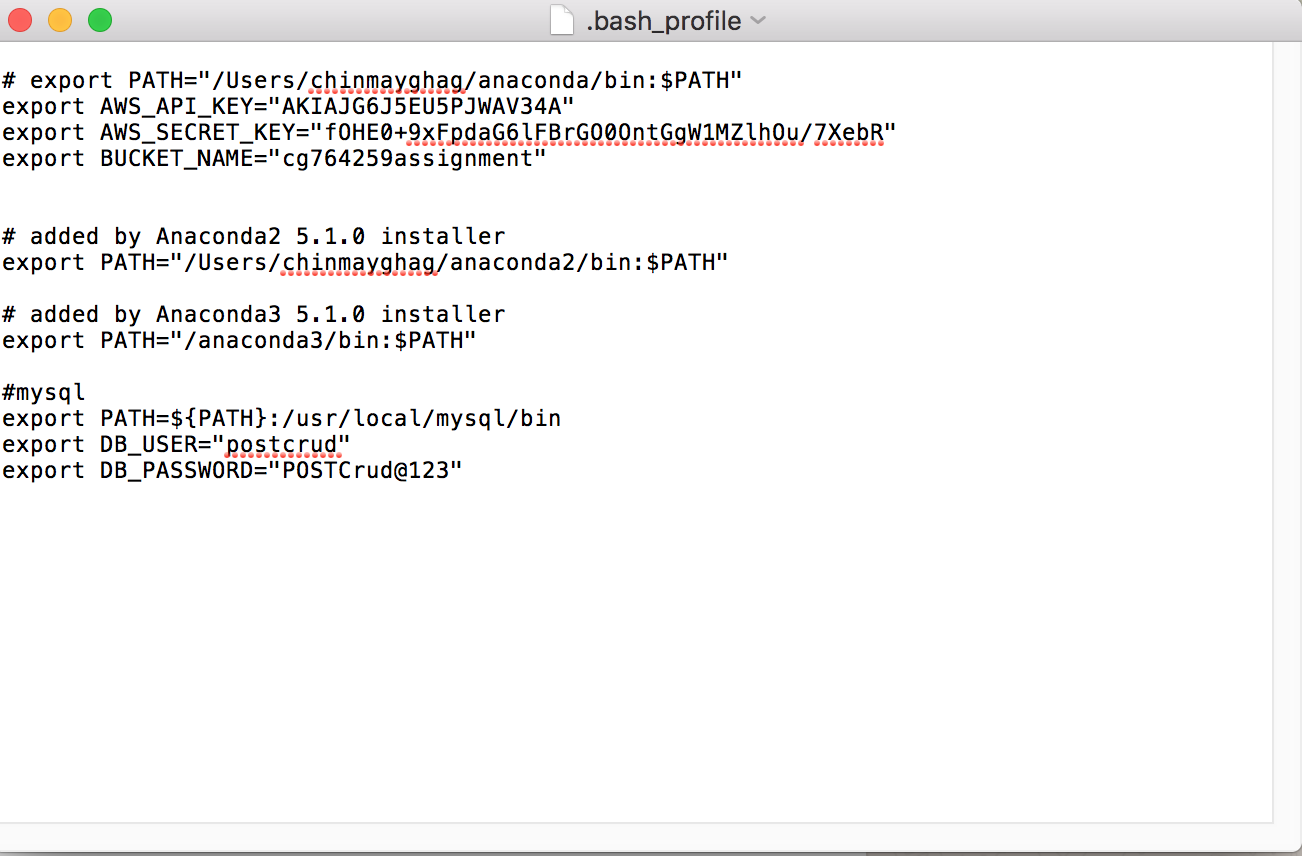 .bash_profile
# export PATH="/Users/chinmayghag/anaconda/bin:$PATH"
export AWS_API_KEY="AKIAJG6J5EU5PJWAV34A"
export AWS_SECRET_KEY="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"
export BUCKET_NAME="cg764259assignment"
# added by Anaconda2 5.1.0 installer
export PATH="/Users/chinmayghag/anaconda2/bin:$PATH"
# added by Anaconda3 5.1.0 installer
export PATH="/anaconda3/bin:$PATH"
#mysql
export PATH=${PATH}:/usr/local/mysql/bin
export DB_USER="postcrud"
export DB_PASSWORD="POSTCrud@123"